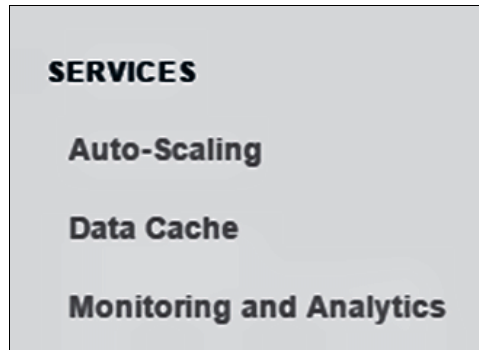 SERVICES
Auto-Scaling
Data Cache
Monitoring and Analytics